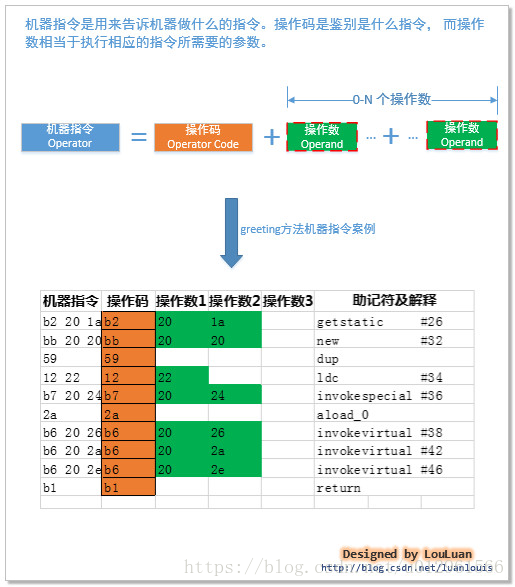 机器指令是用来告诉机器做什么的指令。操作码是鉴别是什么指令， 而操作
数相当于执行相应的指令所需要的参数。
0-N 个操作数
机器指令 操作码 操作数 操作数
Operator = Operator Code + Operand ... + ... Operand
greeting方法机器指令案例
机器指令 操作码 操作数1 操作数2 操作数3 助记符及解释
b2 20 1a b2 20 1a getstatic #26
bb 20 20 bb 20 20 new #32
59 59 dup
12 22 12 22 ldc #34
b7 20 24 b7 20 24 invokespecial #36
2a 2a aload_0
b6 20 26 b6 20 26 invokevirtual #38
b6 20 2a b6 20 2a invokevirtual #42
b6 20 2e b6 20 2e invokevirtual #46
b1 b1 return
Designed by LouLuan
http://blog.csdn.net/luanlouis